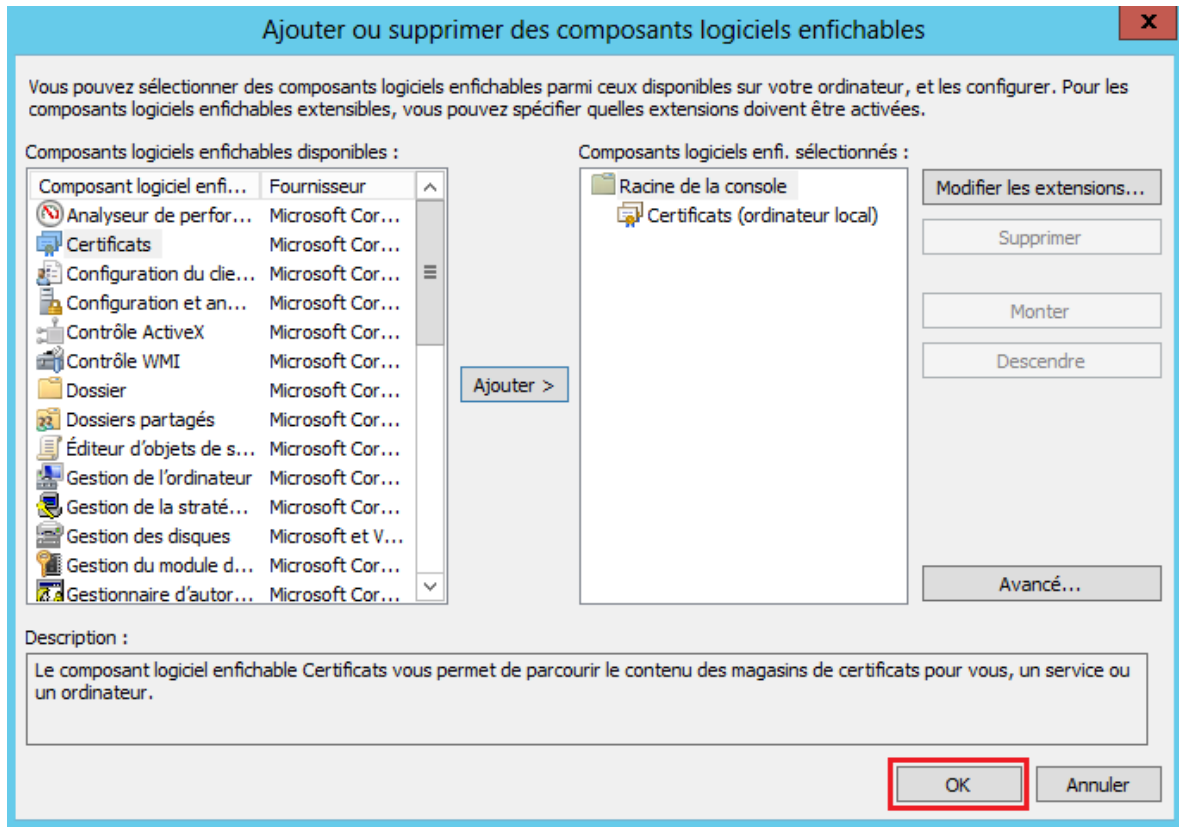 Ajouter ou supprimer des composants logiciels enfichables
x
Vous pouvez sélectionner des composants logiciels enfichables parmi ceux disponibles sur votre ordinateur, et les configurer. Pour les
composants logiciels enfichables extensibles, vous pouvez spécifier quelles extensions doivent être activées.
Composants logiciels enfichables disponibles :
Composant logiciel enfi... Fournisseur
Analyseur de perfor... Microsoft Cor...
Certificats Microsoft Cor...
Configuration du clie... Microsoft Cor...
Configuration et an... Microsoft Cor...
Contrôle ActiveX Microsoft Cor...
Contrôle WMI Microsoft Cor...
Dossier Microsoft Cor...
Dossiers partagés Microsoft Cor...
Éditeur d'objets de s... Microsoft Cor...
Gestion de l'ordinateur Microsoft Cor...
Gestion de la straté... Microsoft Cor...
Gestion des disques Microsoft et V...
Gestion du module d... Microsoft Cor...
Gestionnaire d'autor... Microsoft Cor...
Ajouter >
Composants logiciels enfi. sélectionnés :
Racine de la console
Certificats (ordinateur local)
Modifier les extensions...
Supprimer
Monter
Descendre
Avancé...
Description :
Le composant logiciel enfichable Certificats vous permet de parcourir le contenu des magasins de certificats pour vous, un service ou
un ordinateur.
OK
Annuler